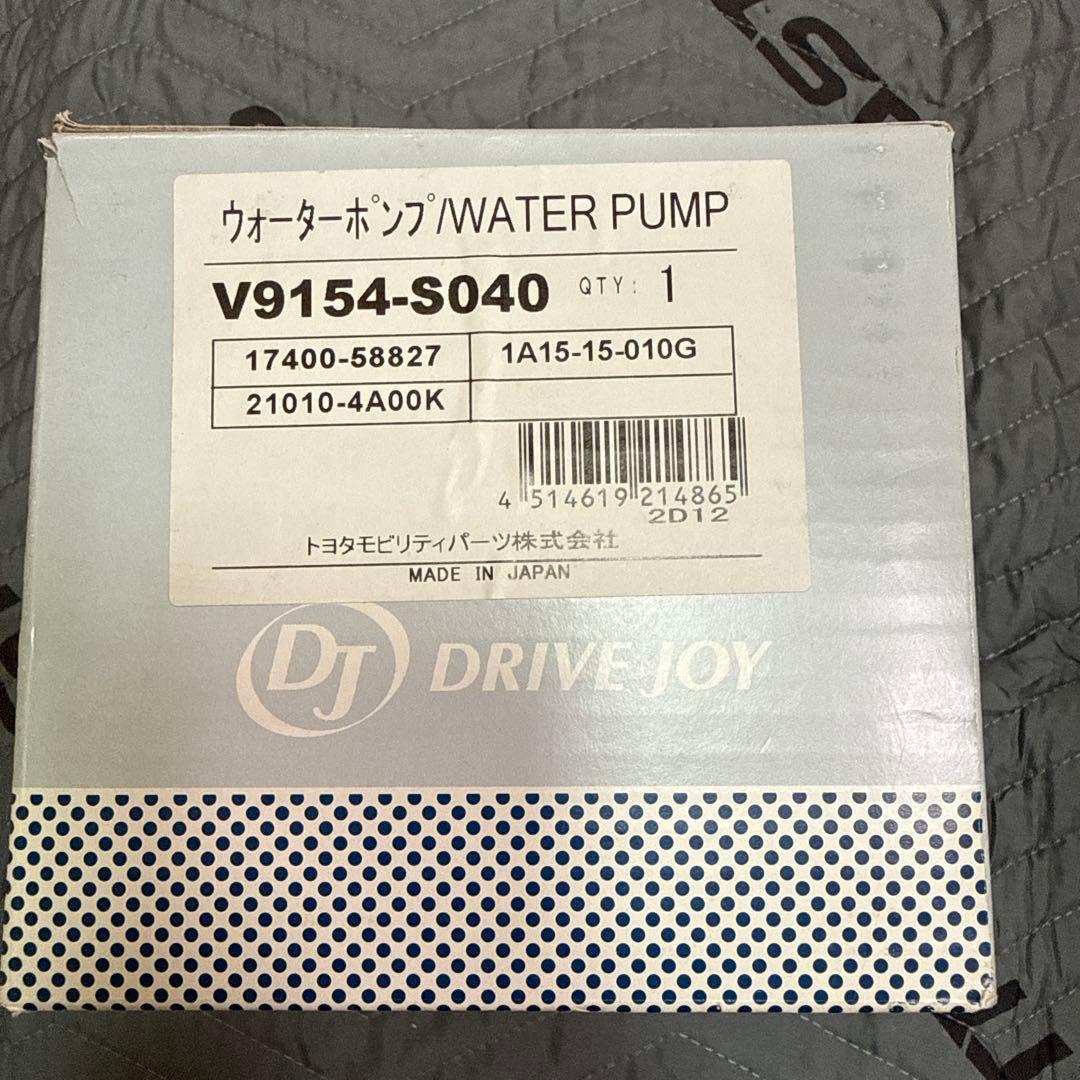 ウォーターポンプ/WATER PUMP
V9154-S040 QTY: 1
17400-58827 1A15-15-010G
21010-4A00K
4 514619 214865
2D12
トヨタモビリティパーツ株式会社
MADE IN JAPAN
DJ DRIVE JOY